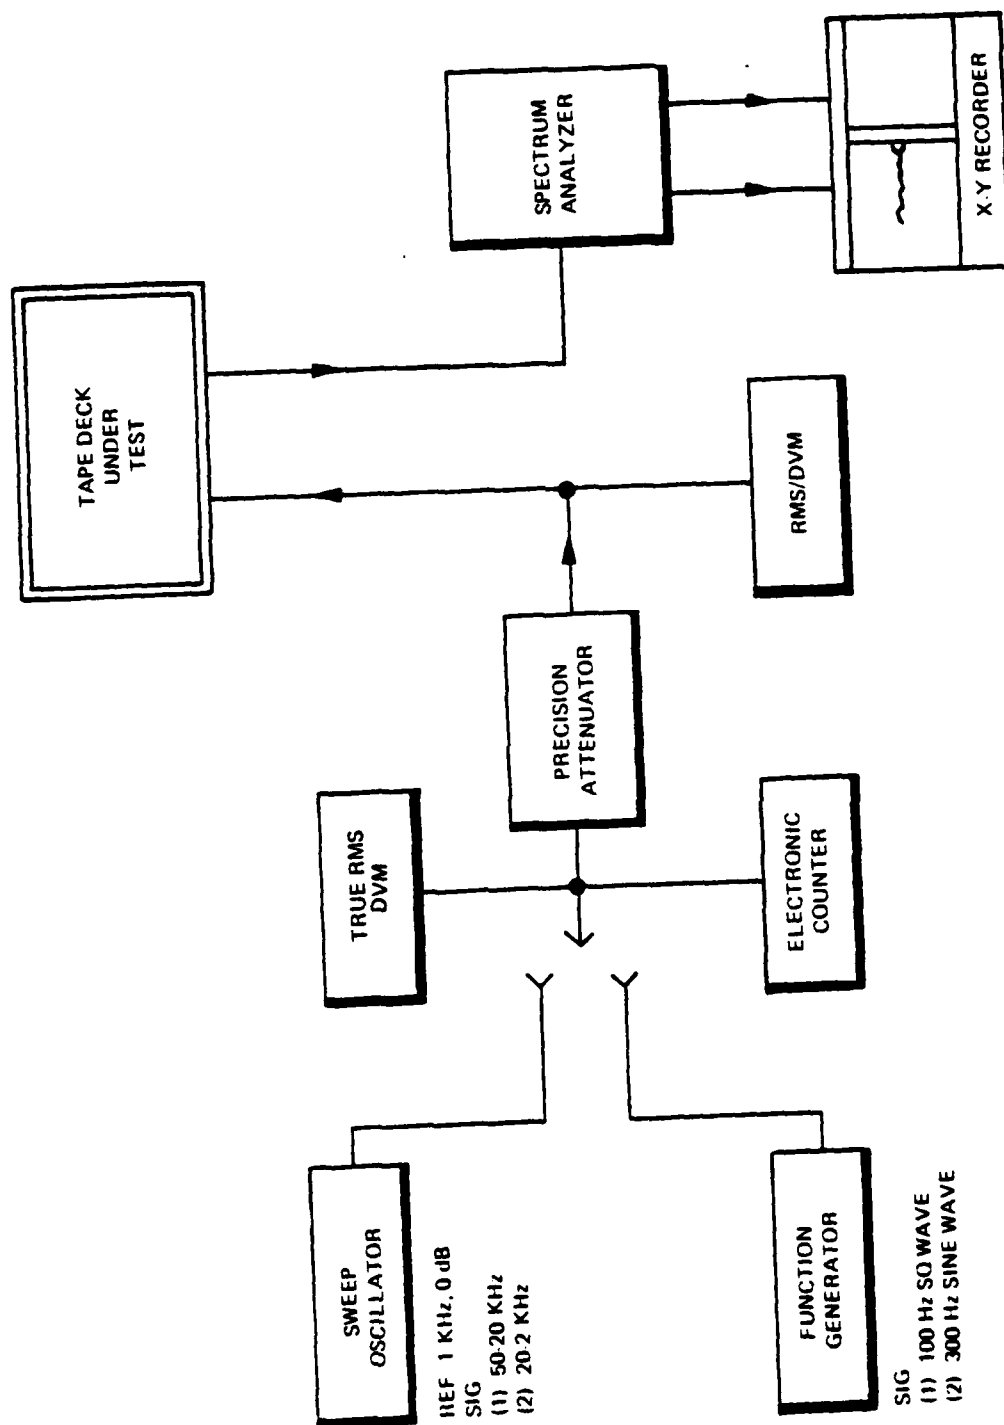 TAPE DECK
UNDER
TEST
SPECTRUM
ANALYZER
X-Y RECORDER
RMS/DVM
PRECISION
ATTENUATOR
TRUE RMS
DVM
ELECTRONIC
COUNTER
SWEEP
OSCILLATOR
REF 1 KHz, 0 dB
SIG
(1) 50-20 KHz
(2) 20-2 KHz
FUNCTION
GENERATOR
SIG
(1) 100 Hz SQ WAVE
(2) 300 Hz SINE WAVE